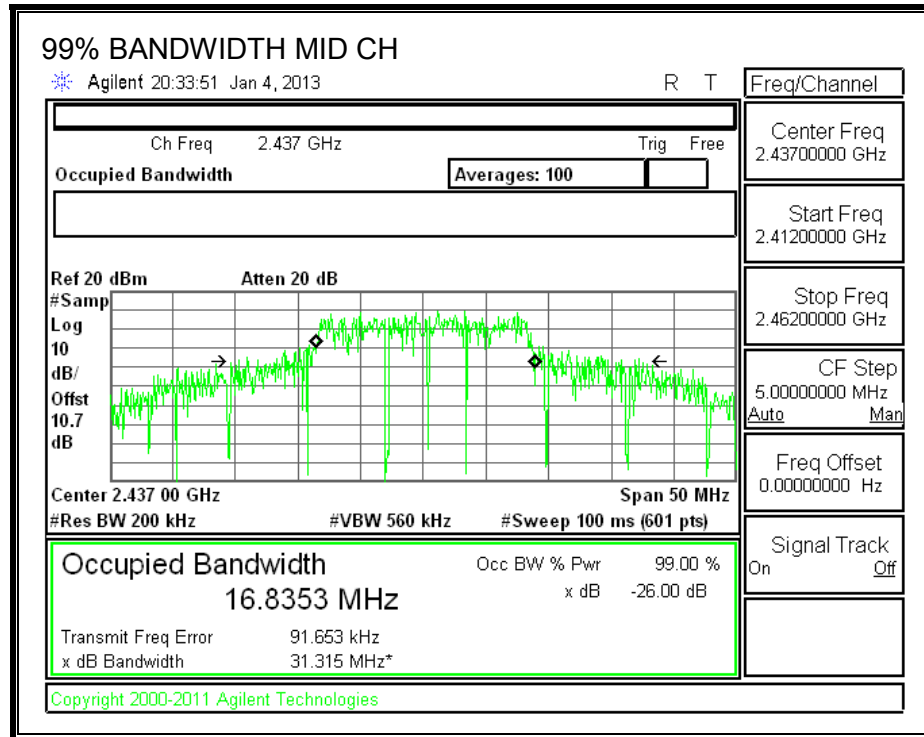 99% BANDWIDTH MID CH
Agilent 20:33:51 Jan 4, 2013 R T
Ch Freq 2.437 GHz Trig Free
Occupied Bandwidth Averages: 100
Ref 20 dBm Atten 20 dB
#Samp
Log
10
dB/
Offst
10.7
dB
Center 2.437 00 GHz Span 50 MHz
#Res BW 200 kHz #VBW 560 kHz #Sweep 100 ms (601 pts)
Occupied Bandwidth Occ BW % Pwr 99.00 %
16.8353 MHz x dB -26.00 dB
Transmit Freq Error 91.653 kHz
x dB Bandwidth 31.315 MHz*
Copyright 2000-2011 Agilent Technologies
Freq/Channel
Center Freq
2.43700000 GHz
Start Freq
2.41200000 GHz
Stop Freq
2.46200000 GHz
CF Step
5.00000000 MHz
Auto Man
Freq Offset
0.00000000 Hz
Signal Track
On Off